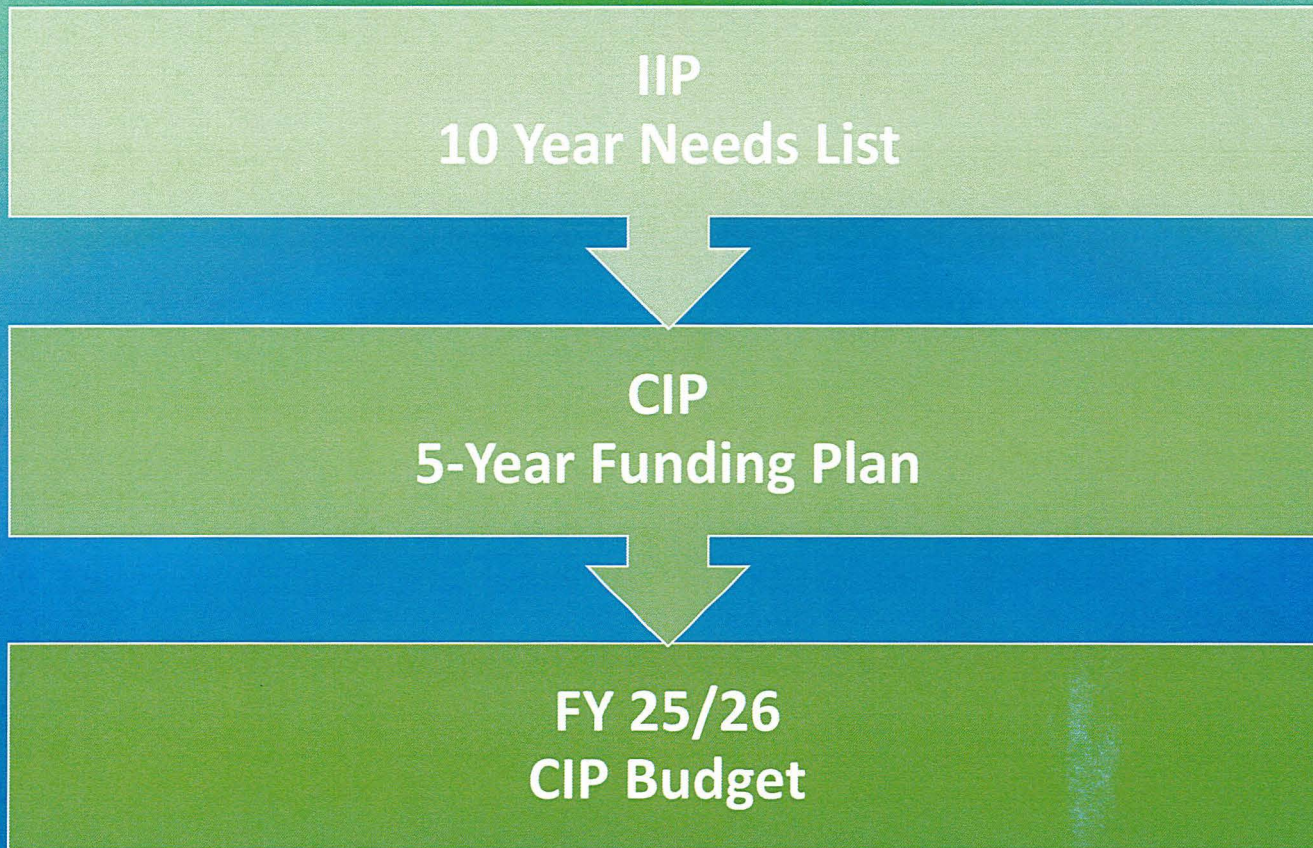 IIP
10 Year Needs List
CIP
5-Year Funding Plan
FY 25/26
CIP Budget